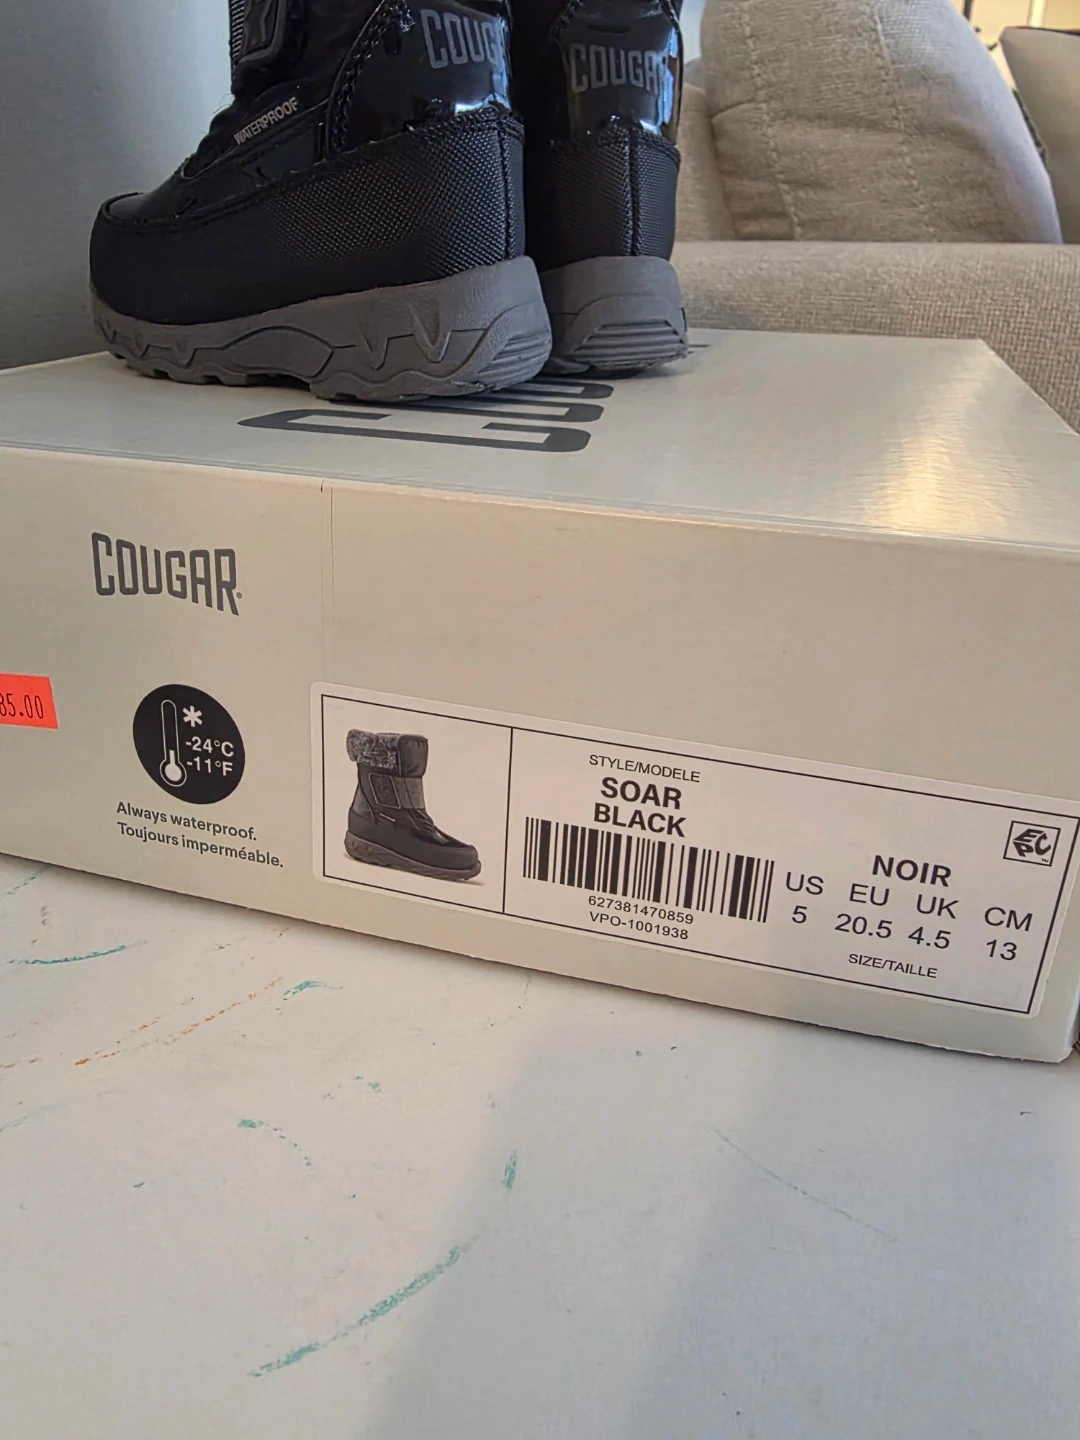 COUG
COUGAR
WATERPROOF
COUGAR
85.00
-24°C
-11°F
Always waterproof.
Toujours imperméable.
STYLE/MODELE
SOAR
BLACK
NOIR
627381470859
VPO-1001938
US EU UK CM
5 20.5 4.5 13
SIZE/TAILLE